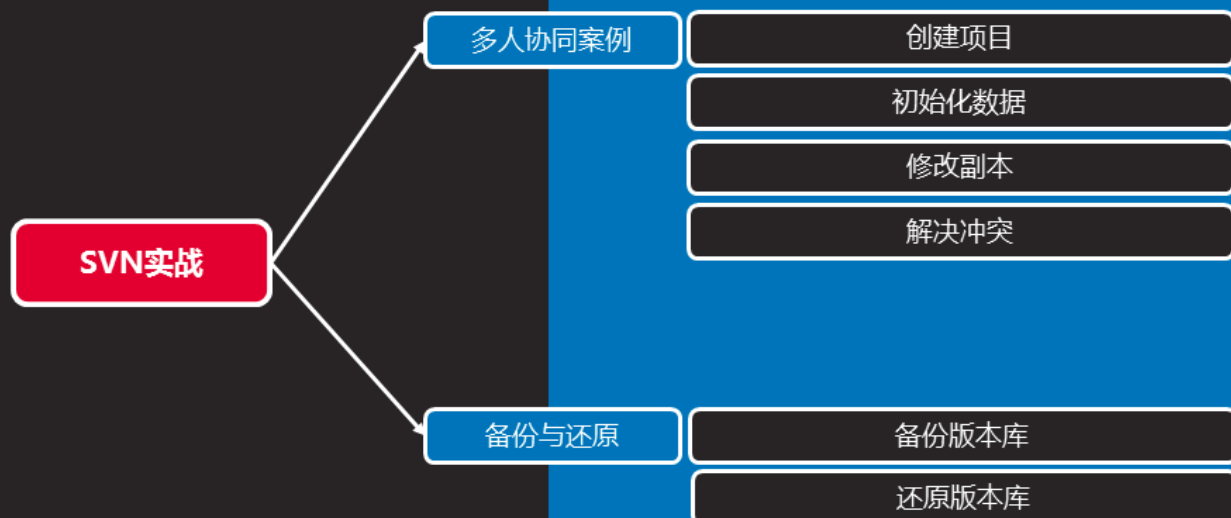 SVN实战
多人协同案例
创建项目
初始化数据
修改副本
解决冲突
备份与还原
备份版本库
还原版本库